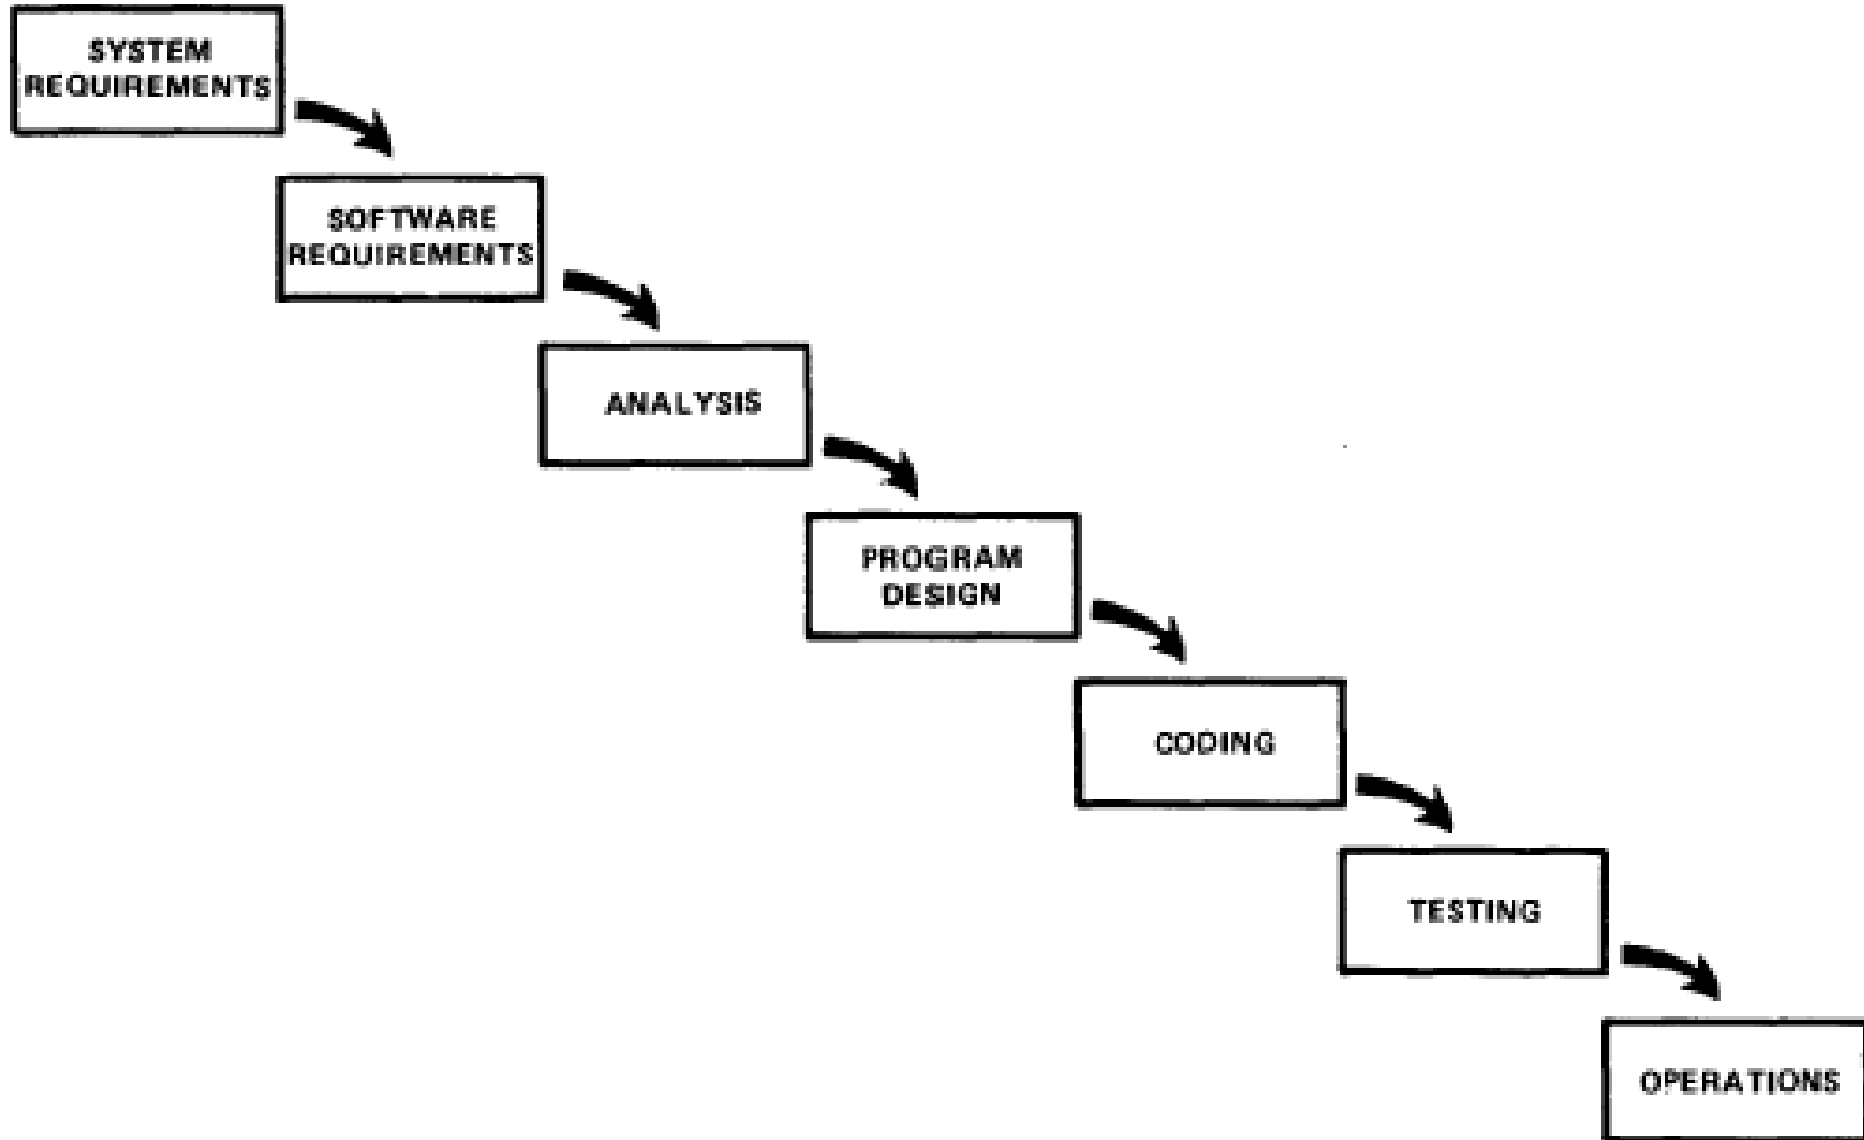 SYSTEM
REQUIREMENTS
SOFTWARE
REQUIREMENTS
ANALYSIS
PROGRAM
DESIGN
CODING
TESTING
OPERATIONS